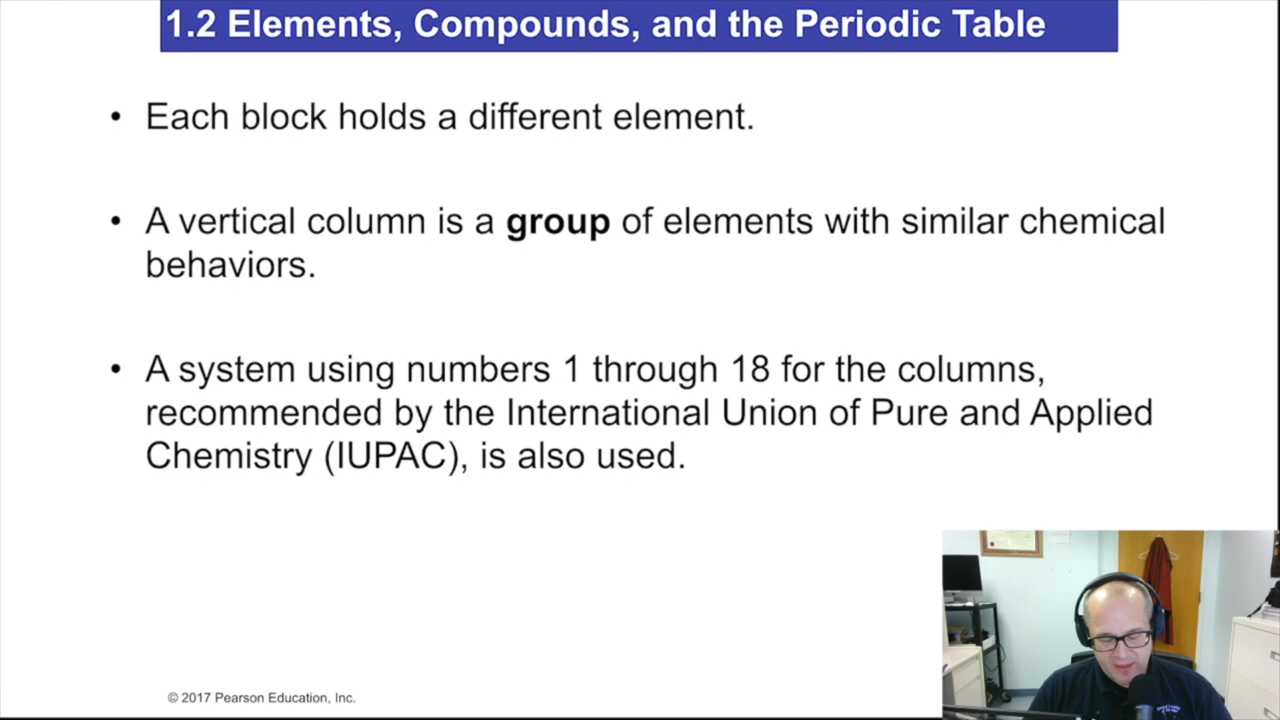 1.2 Elements, Compounds, and the Periodic Table
• Each block holds a different element.
• A vertical column is a group of elements with similar chemical
behaviors.
• A system using numbers 1 through 18 for the columns,
recommended by the International Union of Pure and Applied
Chemistry (IUPAC), is also used.
© 2017 Pearson Education, Inc.